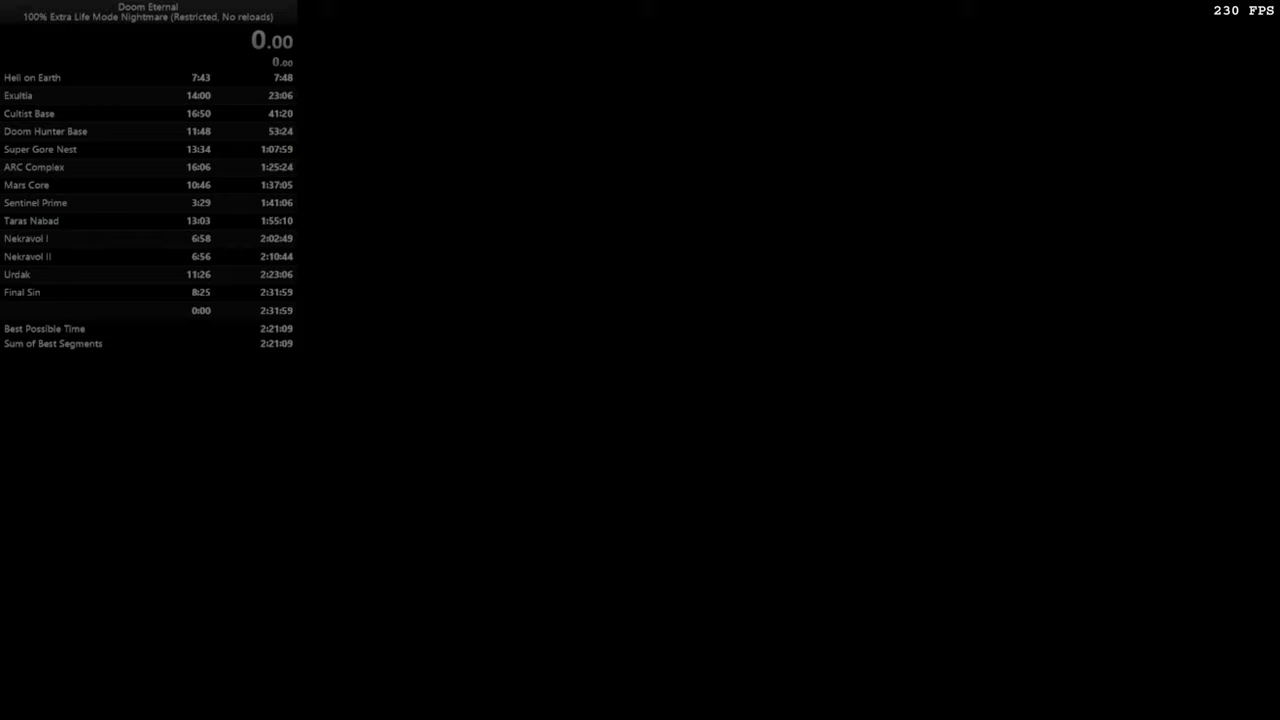 Doom Eternal
100% Extra Life Mode Nightmare (Restricted, No reloads)
230 FPS
0.00
0.00
Hell on Earth 7:43 7:48
Exultia 14:00 23:06
Cultist Base 16:50 41:20
Doom Hunter Base 11:48 53:24
Super Gore Nest 13:34 1:07:59
ARC Complex 16:06 1:25:24
Mars Core 10:46 1:37:05
Sentinel Prime 3:29 1:41:06
Taras Nabad 13:03 1:55:10
Nekravol I 6:58 2:02:49
Nekravol II 6:56 2:10:44
Urdak 11:26 2:23:06
Final Sin 8:25 2:31:59
0:00 2:31:59
Best Possible Time 2:21:09
Sum of Best Segments 2:21:09